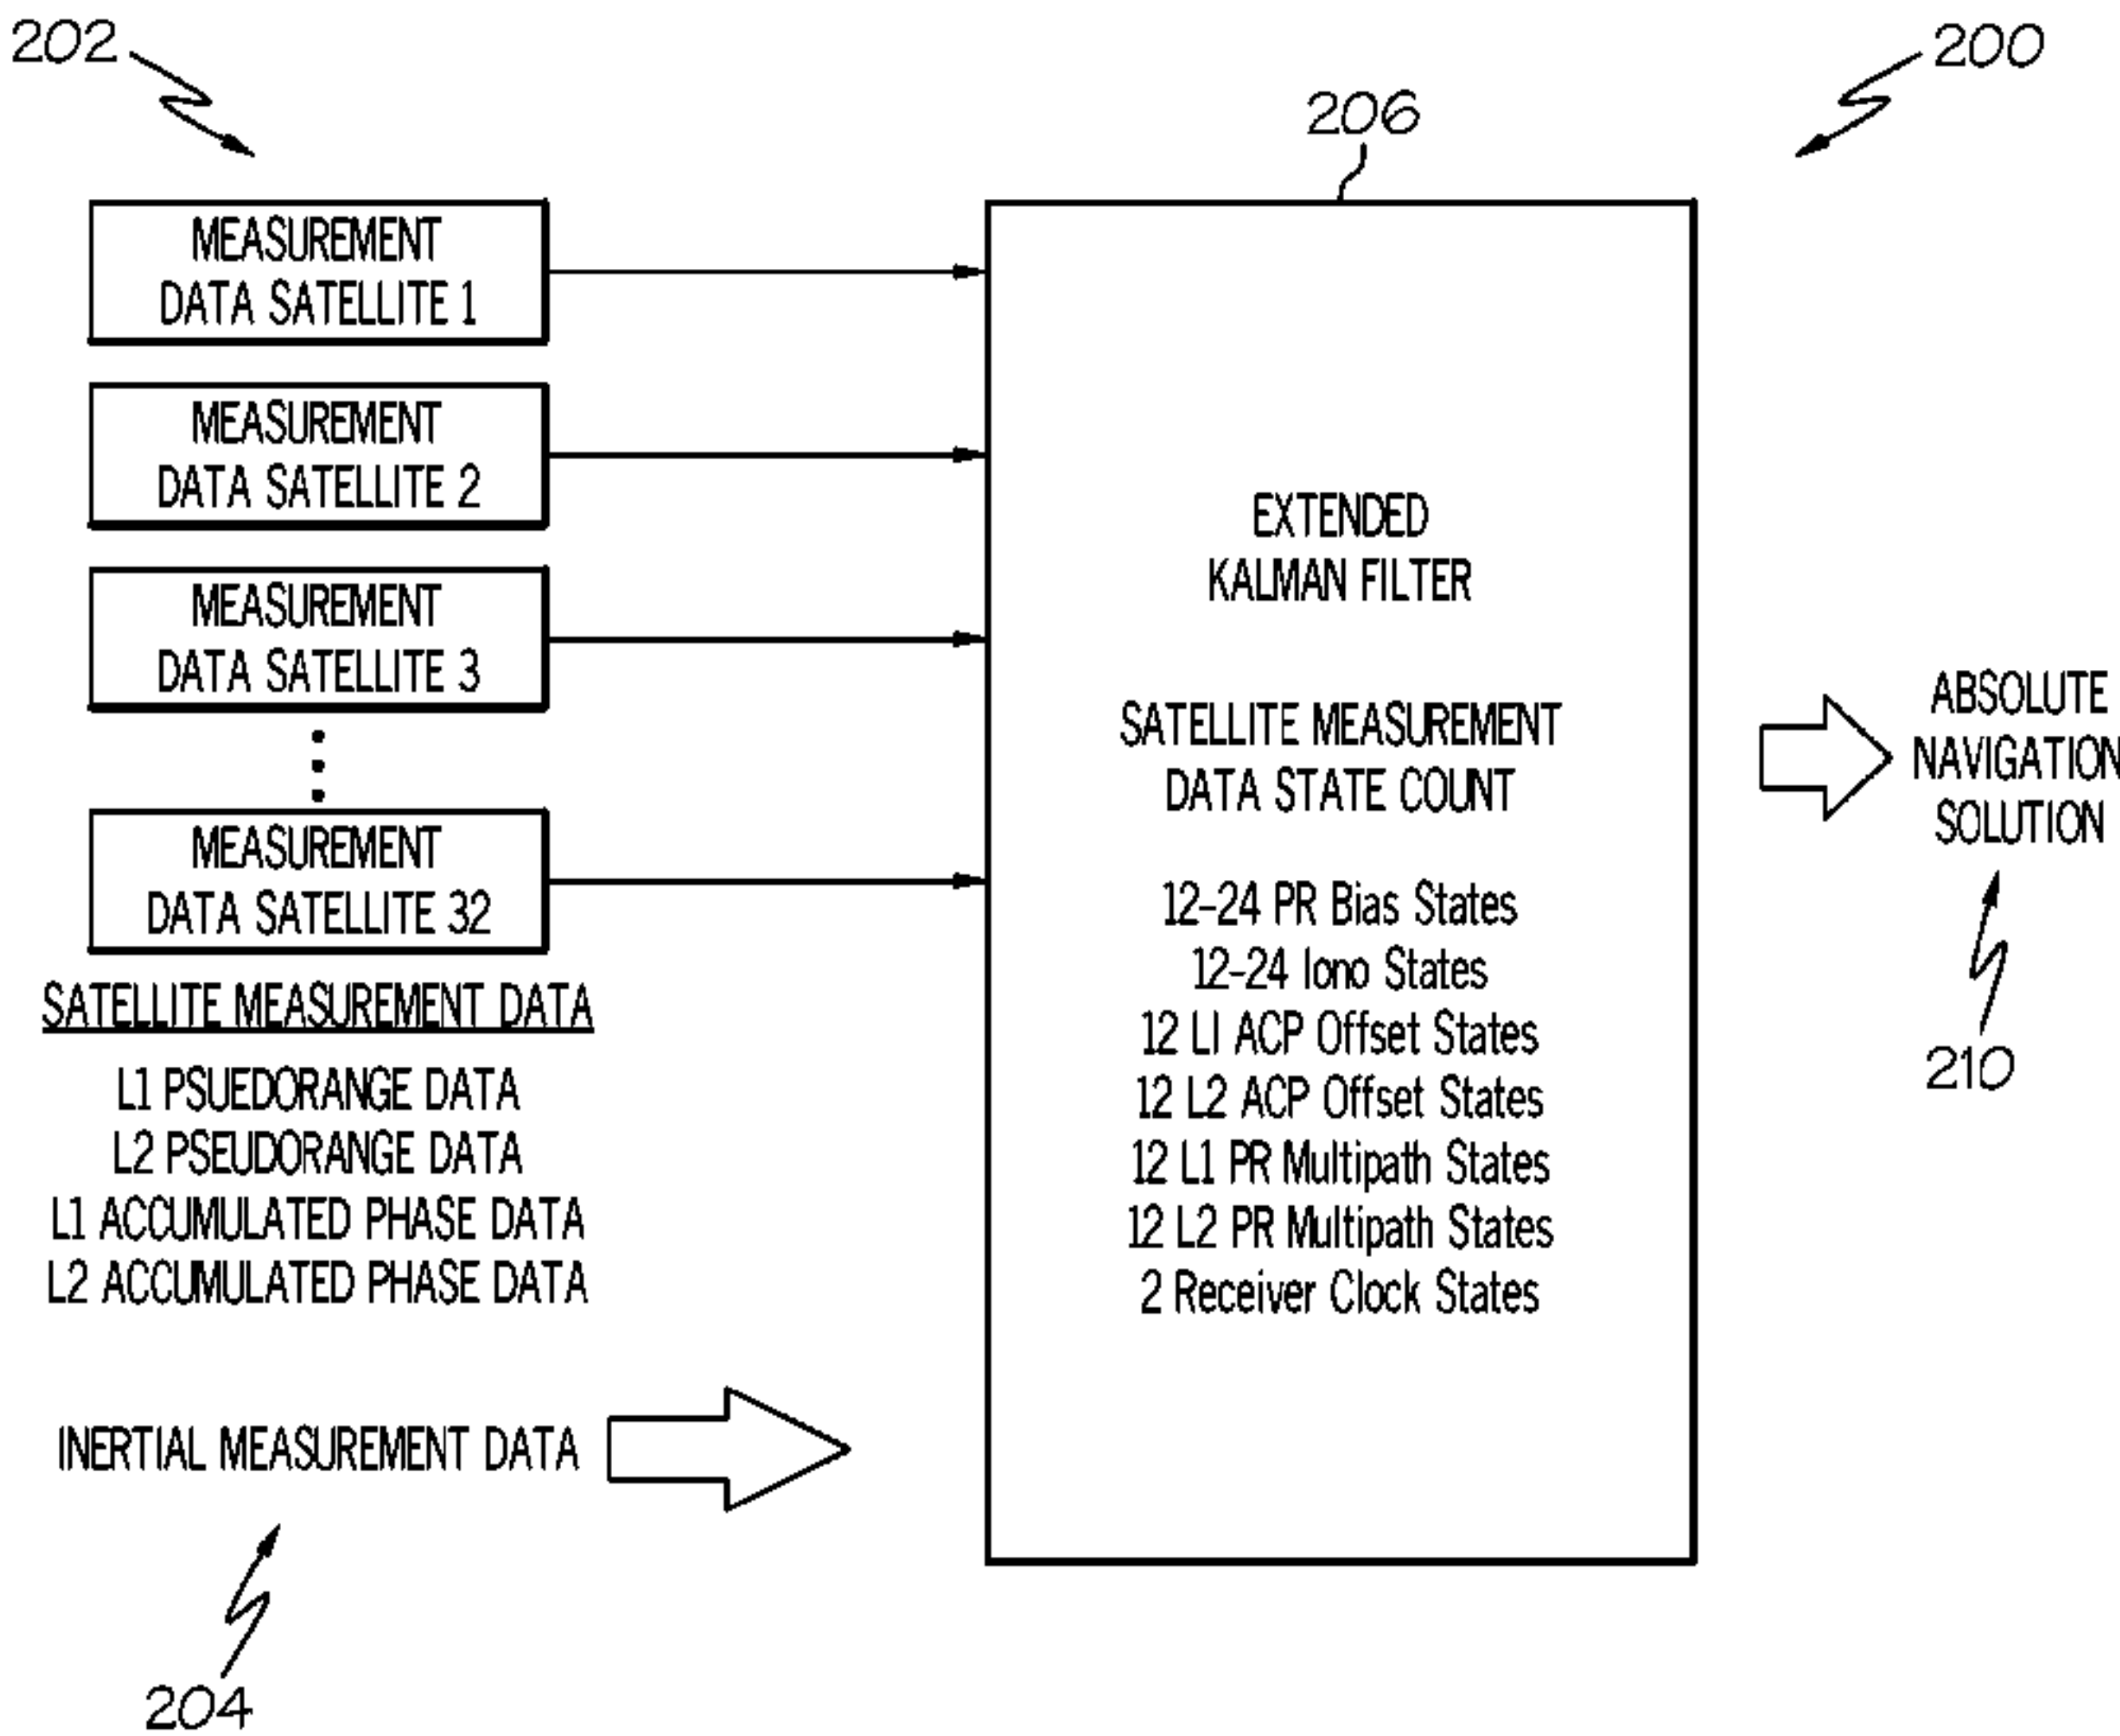 202
200
206
MEASUREMENT
DATA SATELLITE 1
MEASUREMENT
DATA SATELLITE 2
MEASUREMENT
DATA SATELLITE 3
MEASUREMENT
DATA SATELLITE 32
SATELLITE MEASUREMENT DATA
L1 PSUEDORANGE DATA
L2 PSEUDORANGE DATA
L1 ACCUMULATED PHASE DATA
L2 ACCUMULATED PHASE DATA
INERTIAL MEASUREMENT DATA
204
EXTENDED
KALMAN FILTER
SATELLITE MEASUREMENT
DATA STATE COUNT
12-24 PR Bias States
12-24 Iono States
12 LI ACP Offset States
12 L2 ACP Offset States
12 L1 PR Multipath States
12 L2 PR Multipath States
2 Receiver Clock States
ABSOLUTE
NAVIGATION
SOLUTION
210